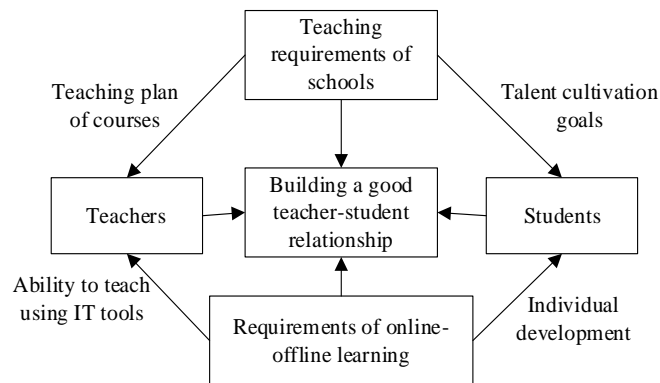 Teaching
requirements of
schools
Teaching plan
of courses
Talent cultivation
goals
Teachers
Building a good
teacher-student
relationship
Students
Ability to teach
using IT tools
Requirements of online-
offline learning
Individual
development